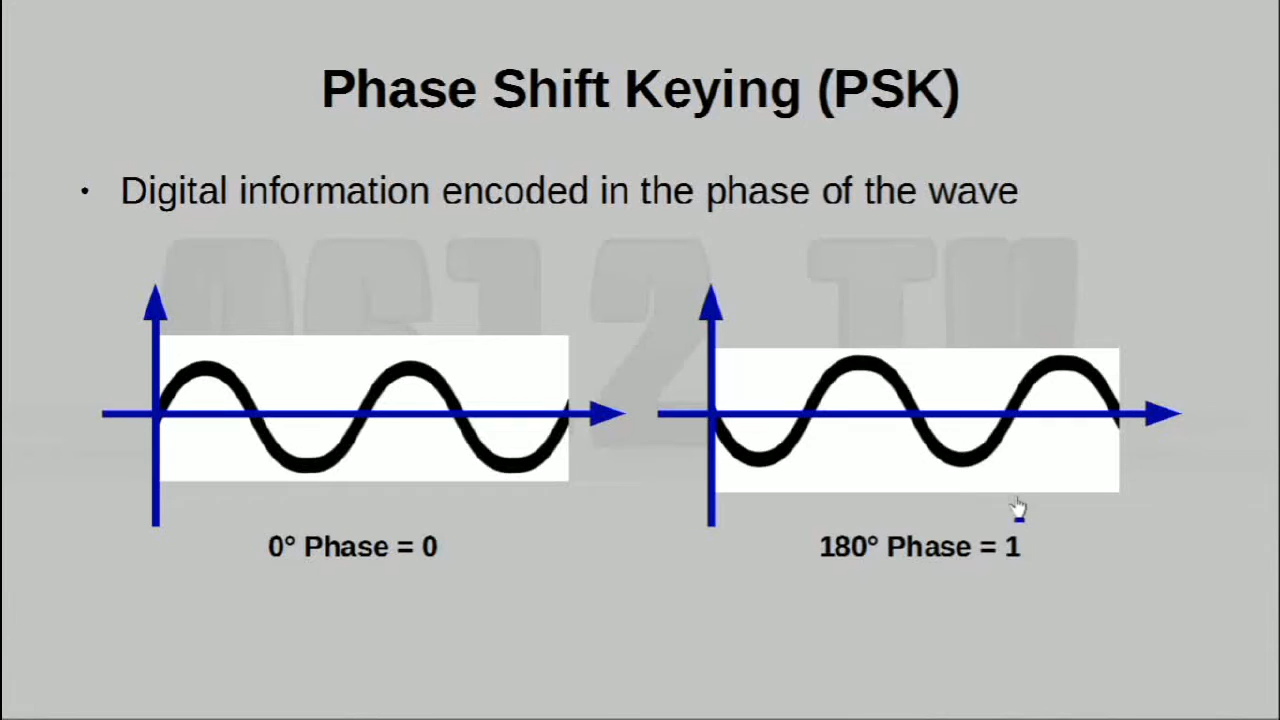 Phase Shift Keying (PSK)
• Digital information encoded in the phase of the wave
0° Phase = 0
180° Phase = 1